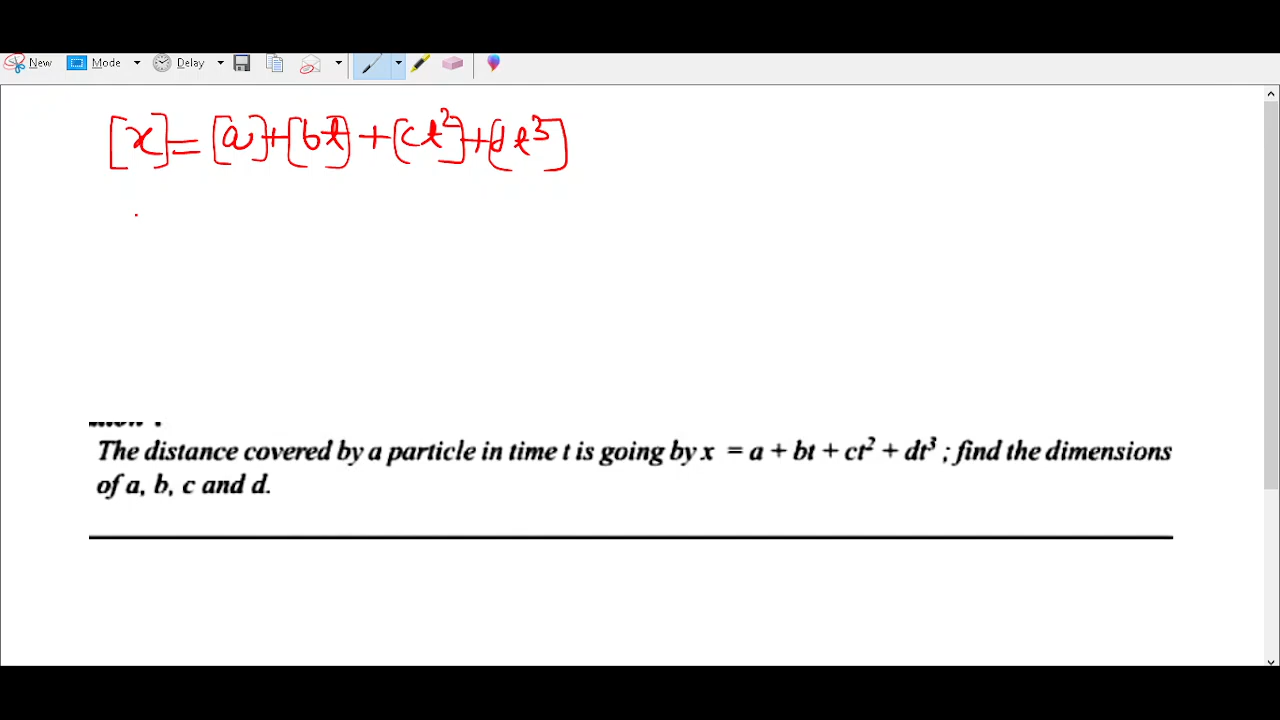 New Mode Delay
[x]=[a]+[bt]+[ct²]+[dt³]
The distance covered by a particle in time t is going by x = a + bt + ct² + dt³ ; find the dimensions
of a, b, c and d.